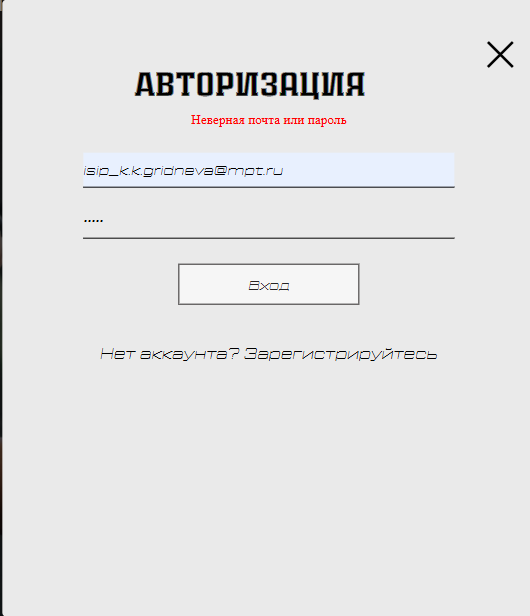 АВТОРИЗАЦИЯ
Неверная почта или пароль
isip_k.k.gridneva@mpt.ru
.....
Вход
Нет аккаунта? Зарегистрируйтесь